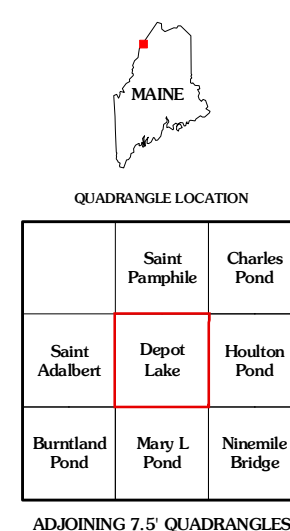 MAINE
QUADRANGLE LOCATION
Saint
Pamphile
Charles
Pond
Saint
Adalbert
Depot
Lake
Houlton
Pond
Burntland
Pond
Mary L
Pond
Ninemile
Bridge
ADJOINING 7.5' QUADRANGLES